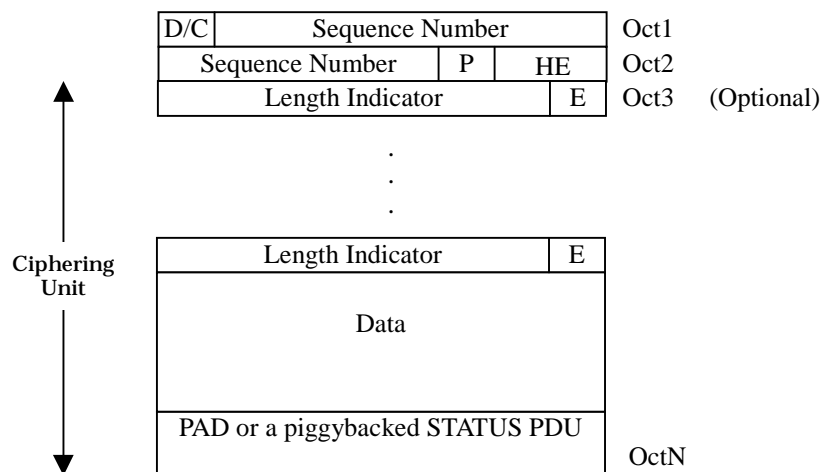 D/C Sequence Number Oct1
Sequence Number P HE Oct2
Length Indicator E Oct3 (Optional)
.
.
.
Length Indicator E
Ciphering
Unit
Data
PAD or a piggybacked STATUS PDU
OctN